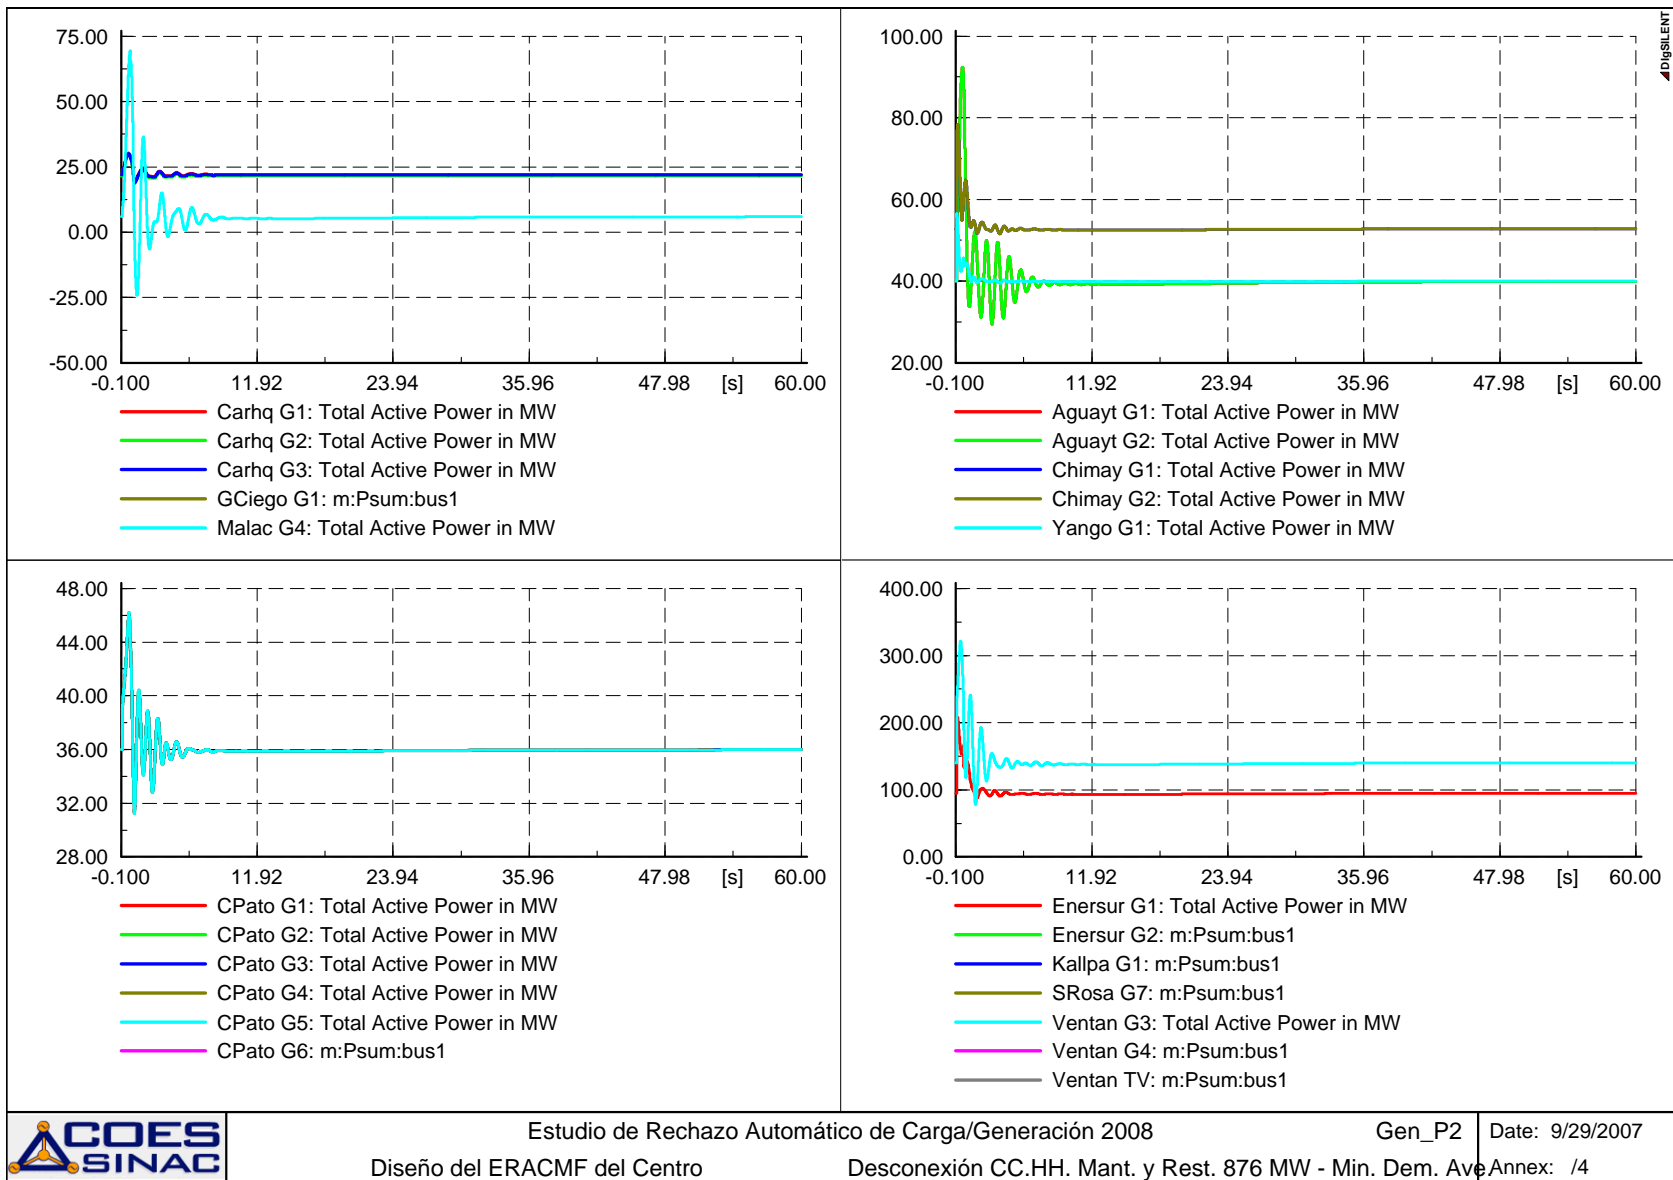 75.00
50.00
25.00
0.00
-25.00
-50.00
-0.100 11.92 23.94 35.96 47.98 [s] 60.00
Carhq G1: Total Active Power in MW
Carhq G2: Total Active Power in MW
Carhq G3: Total Active Power in MW
GCiego G1: m:Psum:bus1
Malac G4: Total Active Power in MW
100.00
80.00
60.00
40.00
20.00
-0.100 11.92 23.94 35.96 47.98 [s] 60.00
Aguayt G1: Total Active Power in MW
Aguayt G2: Total Active Power in MW
Chimay G1: Total Active Power in MW
Chimay G2: Total Active Power in MW
Yango G1: Total Active Power in MW
DIgSILENT
48.00
44.00
40.00
36.00
32.00
28.00
-0.100 11.92 23.94 35.96 47.98 [s] 60.00
CPato G1: Total Active Power in MW
CPato G2: Total Active Power in MW
CPato G3: Total Active Power in MW
CPato G4: Total Active Power in MW
CPato G5: Total Active Power in MW
CPato G6: m:Psum:bus1
400.00
300.00
200.00
100.00
0.00
-0.100 11.92 23.94 35.96 47.98 [s] 60.00
Enersur G1: Total Active Power in MW
Enersur G2: m:Psum:bus1
Kallpa G1: m:Psum:bus1
SRosa G7: m:Psum:bus1
Ventan G3: Total Active Power in MW
Ventan G4: m:Psum:bus1
Ventan TV: m:Psum:bus1
COES
SINAC
Estudio de Rechazo Automático de Carga/Generación 2008 Gen_P2
Diseño del ERACMF del Centro Desconexión CC.HH. Mant. y Rest. 876 MW - Min. Dem. Ave
Date: 9/29/2007
Annex: /4